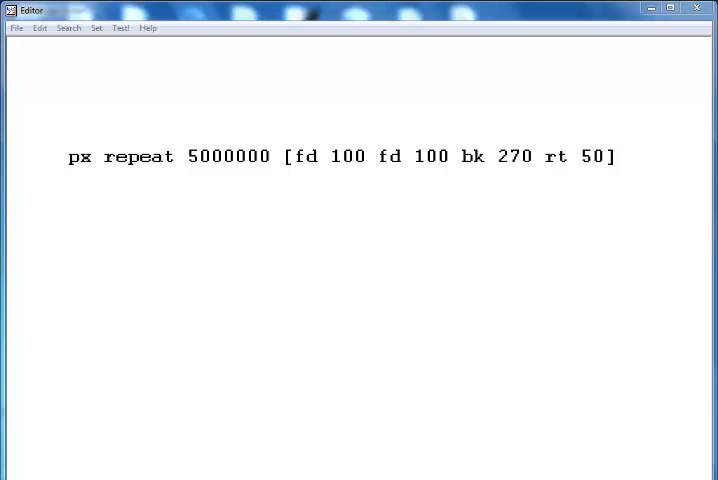 Editor
File Edit Search Set Test! Help
px repeat 5000000 [fd 100 fd 100 bk 270 rt 50]